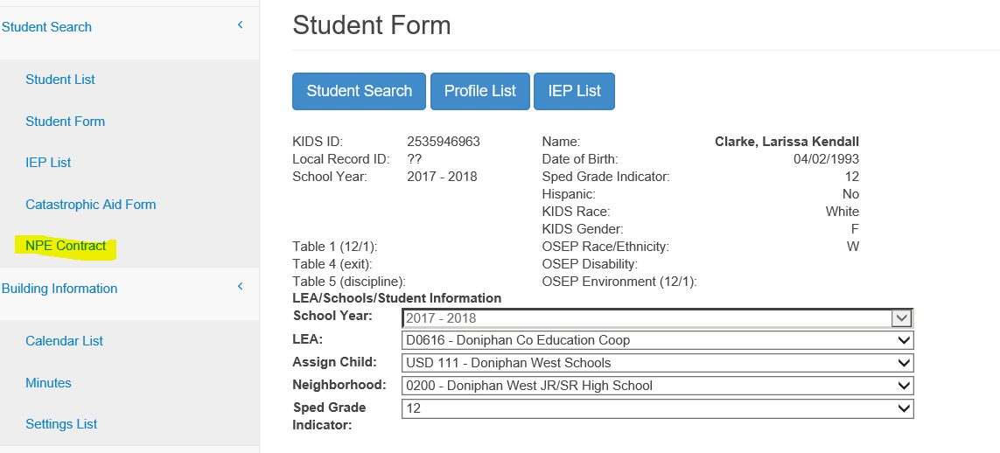 Student Search
Student List
Student Form
IEP List
Catastrophic Aid Form
NPE Contract
Building Information
Calendar List
Minutes
Settings List
Student Form
Student Search Profile List IEP List
KIDS ID: 2535946963 Name: Clarke, Larissa Kendall
Local Record ID: ?? Date of Birth: 04/02/1993
School Year: 2017 - 2018 Sped Grade Indicator: 12
Hispanic: No
KIDS Race: White
KIDS Gender: F
Table 1 (12/1): OSEP Race/Ethnicity: W
Table 4 (exit): OSEP Disability:
Table 5 (discipline): OSEP Environment (12/1):
LEA/Schools/Student Information
School Year: 2017 - 2018
LEA: D0616 - Doniphan Co Education Coop
Assign Child: USD 111 - Doniphan West Schools
Neighborhood: 0200 - Doniphan West JR/SR High School
Sped Grade 12
Indicator: